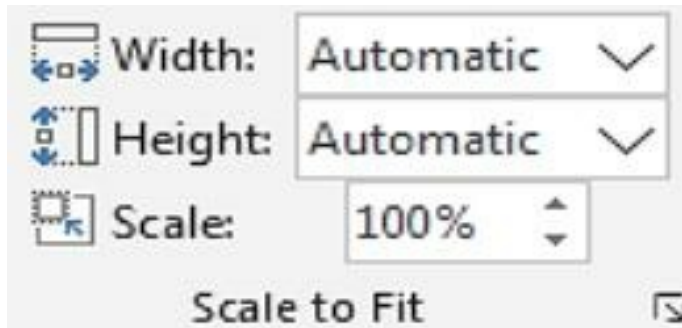 Width: Automatic
Height: Automatic
Scale: 100%
Scale to Fit